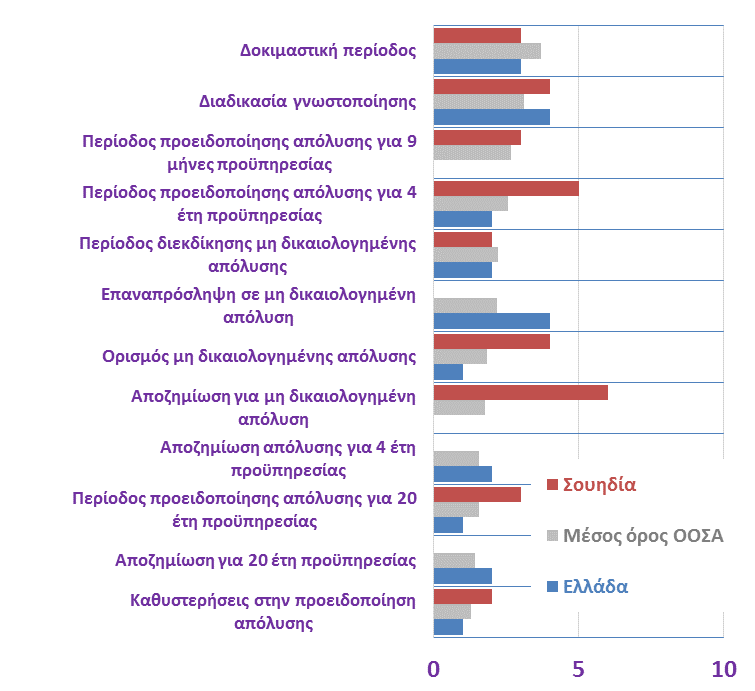 Δοκιμαστική περίοδος
Διαδικασία γνωστοποίησης
Περίοδος προειδοποίησης απόλυσης για 9
μήνες προϋπηρεσίας
Περίοδος προειδοποίησης απόλυσης για 4
έτη προϋπηρεσίας
Περίοδος διεκδίκησης μη δικαιολογημένης
απόλυσης
Επαναπρόσληψη σε μη δικαιολογημένη
απόλυση
Ορισμός μη δικαιολογημένης απόλυσης
Αποζημίωση για μη δικαιολογημένη
απόλυση
Αποζημίωση απόλυσης για 4 έτη
προϋπηρεσίας
Περίοδος προειδοποίησης απόλυσης για 20
έτη προϋπηρεσίας
Αποζημίωση για 20 έτη προϋπηρεσίας
Καθυστερήσεις στην προειδοποίηση
απόλυσης
Σουηδία
Μέσος όρος ΟΟΣΑ
Ελλάδα
0 5 10